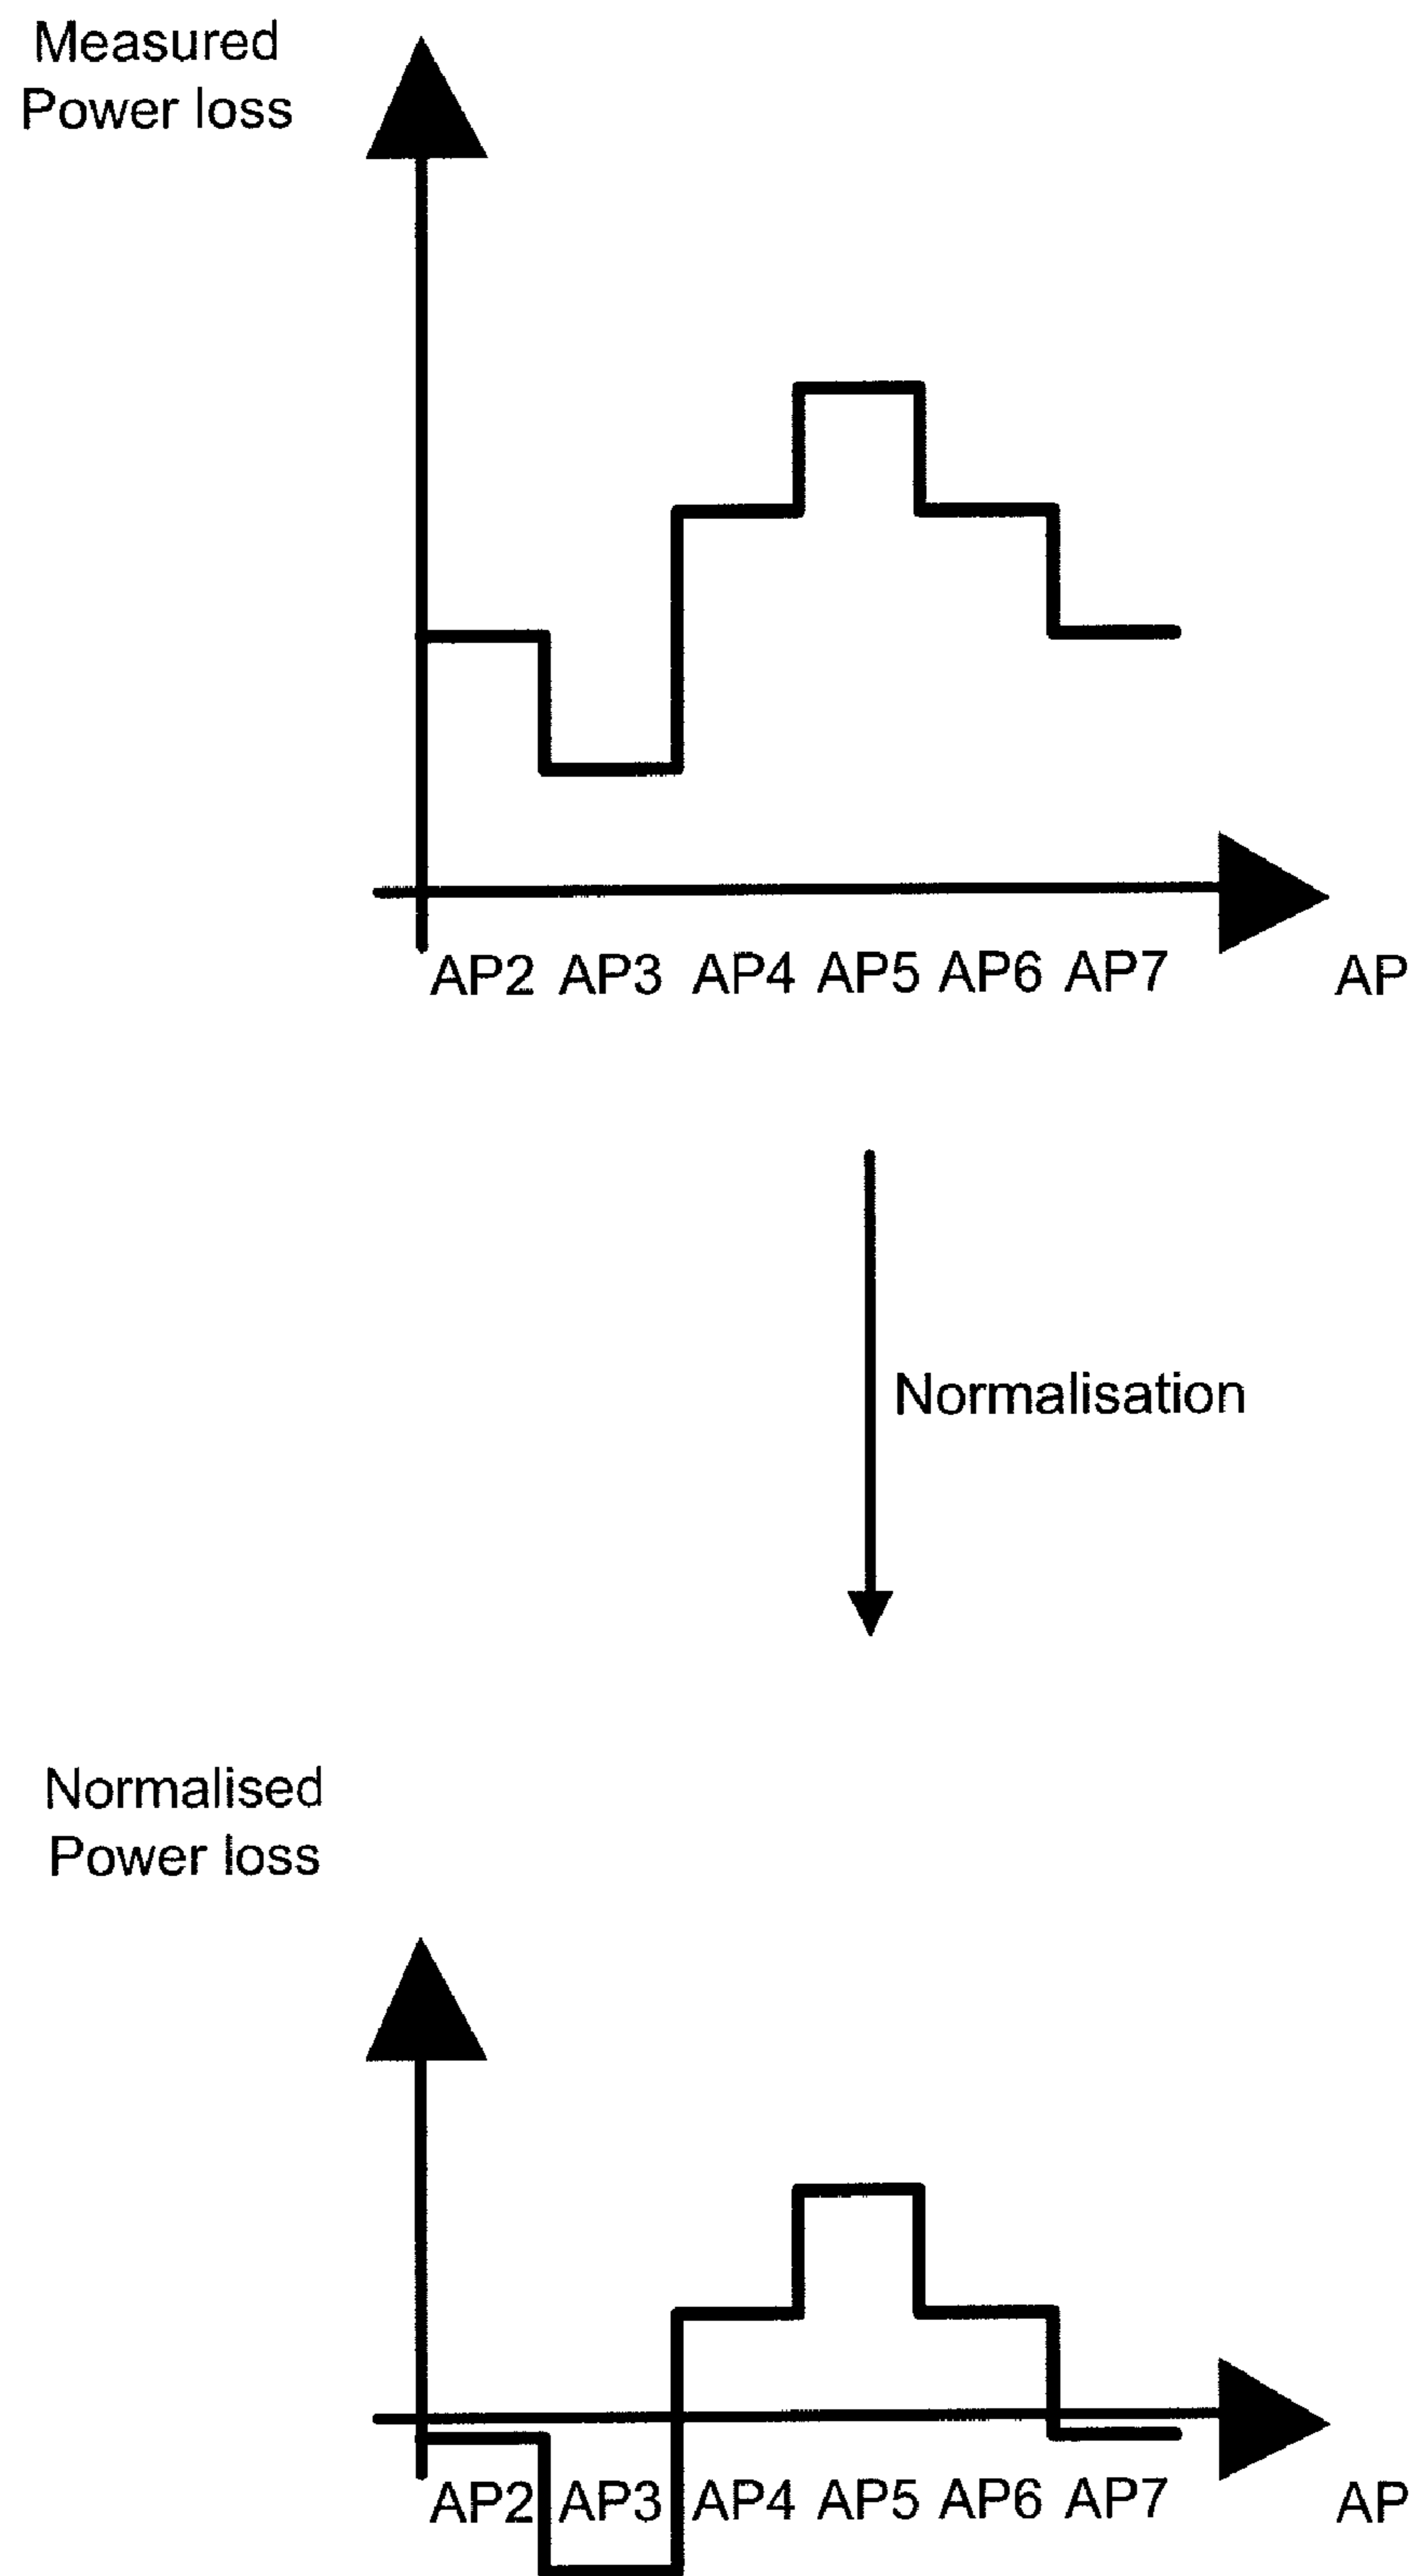 Measured
Power loss
AP2 AP3 AP4 AP5 AP6 AP7 AP
Normalisation
Normalised
Power loss
AP2 AP3 AP4 AP5 AP6 AP7 AP